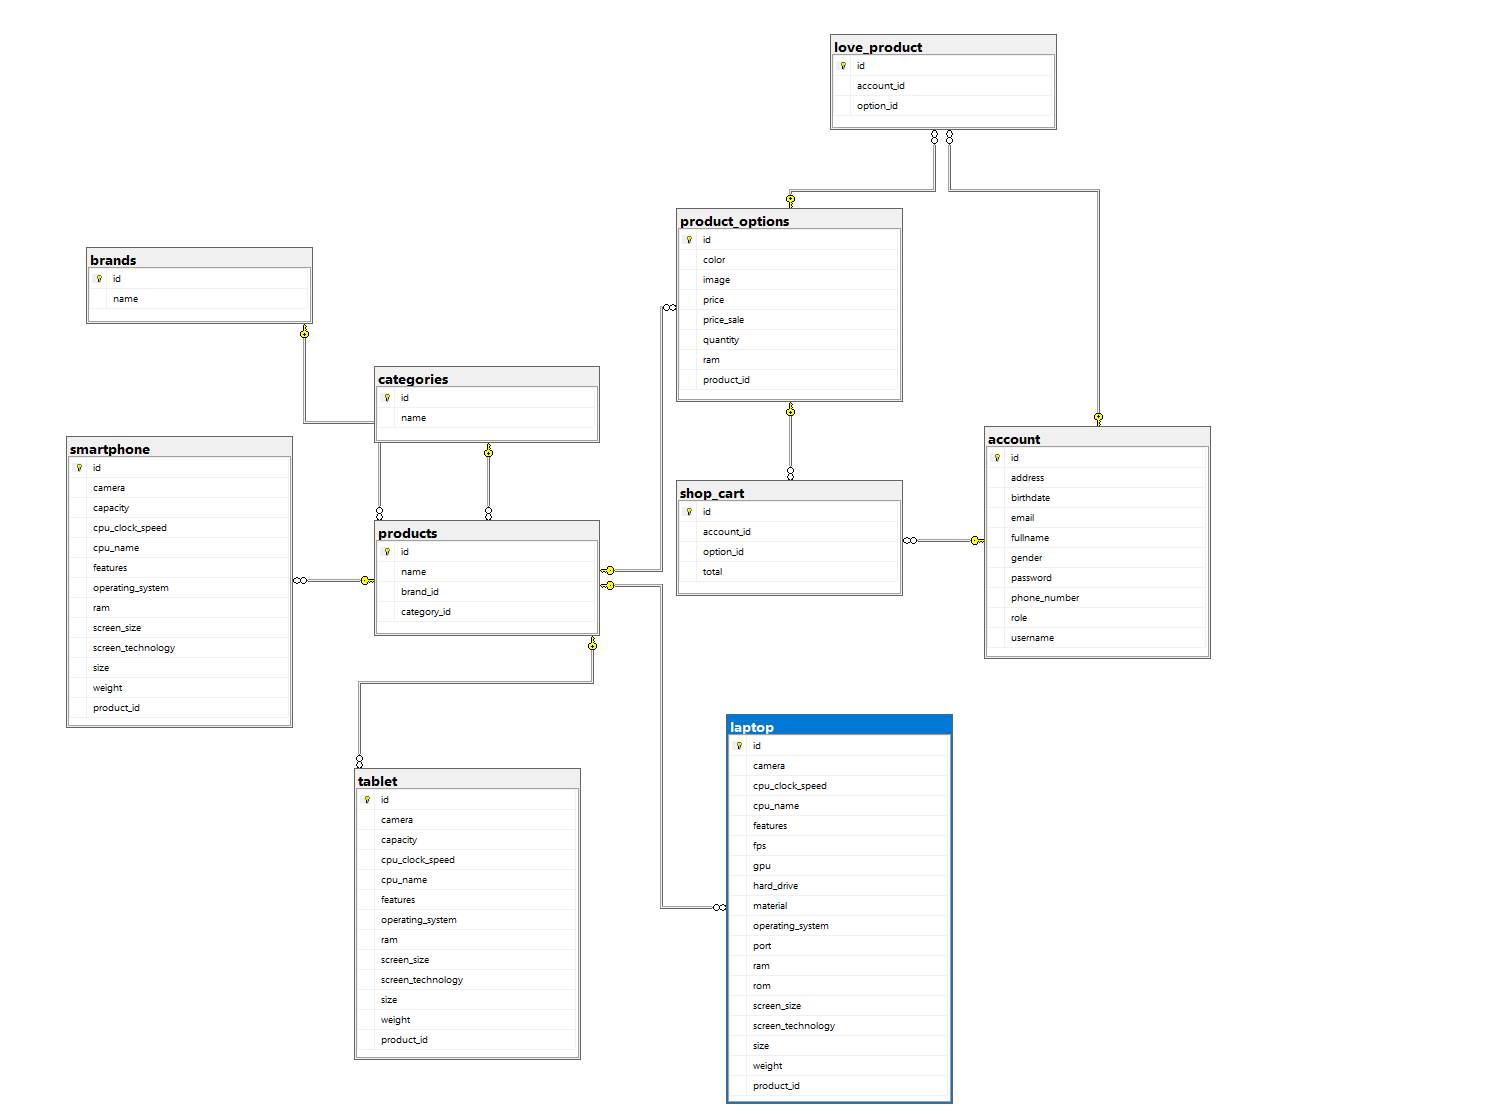 love_product
id
account_id
option_id
product_options
id
color
image
price
price_sale
quantity
ram
product_id
brands
id
name
categories
id
name
account
id
address
birthdate
email
fullname
gender
password
phone_number
role
username
smartphone
id
camera
capacity
cpu_clock_speed
cpu_name
features
operating_system
ram
screen_size
screen_technology
size
weight
product_id
shop_cart
id
account_id
option_id
total
products
id
name
brand_id
category_id
laptop
id
camera
cpu_clock_speed
cpu_name
features
fps
gpu
hard_drive
material
operating_system
port
ram
rom
screen_size
screen_technology
size
weight
product_id
tablet
id
camera
capacity
cpu_clock_speed
cpu_name
features
operating_system
ram
screen_size
screen_technology
size
weight
product_id